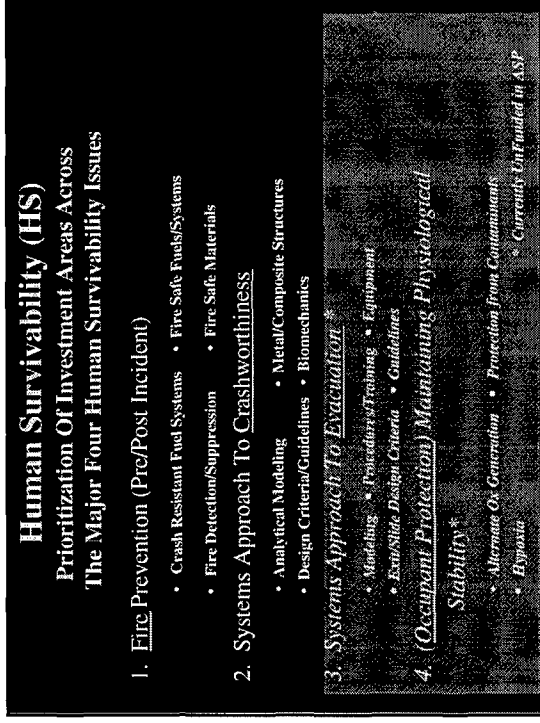 Human Survivability (HS)
Prioritization Of Investment Areas Across
The Major Four Human Survivability Issues
1. Fire Prevention (Pre/Post Incident)
• Crash Resistant Fuel Systems • Fire Safe Fuels/Systems
• Fire Detection/Suppression • Fire Safe Materials
2. Systems Approach To Crashworthiness
• Analytical Modeling • Metal/Composite Structures
• Design Criteria/Guidelines • Biomechanics
3. Systems Approach To Evacuation*
• Modeling • Procedures/Training • Equipment
• Exit/Slide Design Criteria • Guidelines
4. (Occupant Protection) Maintaining Physiological
Stability*
• Alternate Ox Generation • Protection from Contaminants
• Hypoxia * Currently UnFunded in ASP